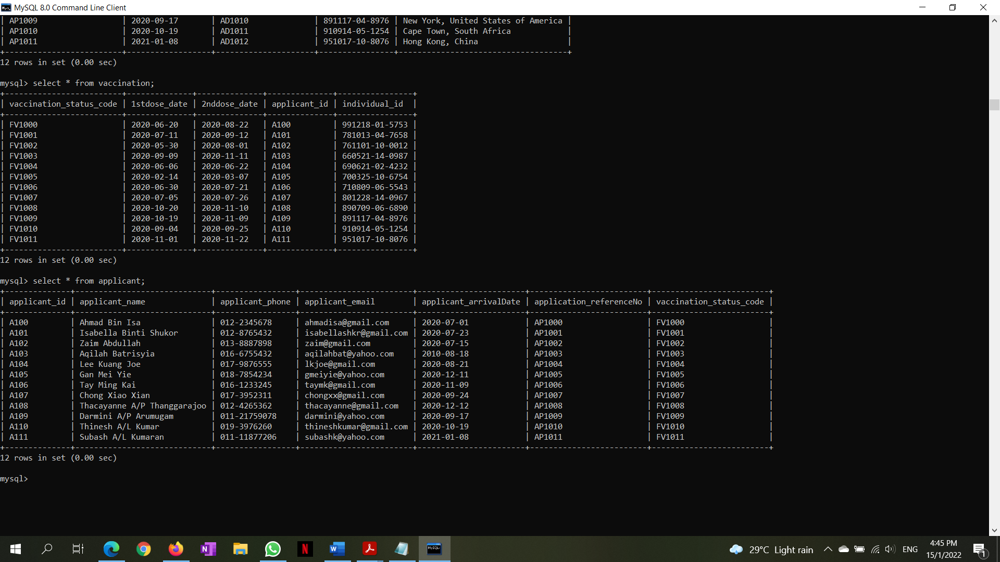 MySQL 8.0 Command Line Client
| AP1009 | 2020-09-17 | AD1010 | 891117-04-8976 | New York, United States of America |
| AP1010 | 2020-10-19 | AD1011 | 910914-05-1254 | Cape Town, South Africa |
| AP1011 | 2021-01-08 | AD1012 | 951017-10-8076 | Hong Kong, China |
12 rows in set (0.00 sec)
mysql> select * from vaccination;
| vaccination_status_code | 1stdose_date | 2nddose_date | applicant_id | individual_id |
| FV1000 | 2020-06-20 | 2020-08-22 | A100 | 991218-01-5753 |
| FV1001 | 2020-07-11 | 2020-09-12 | A101 | 781013-04-7658 |
| FV1002 | 2020-05-30 | 2020-08-01 | A102 | 761101-10-0012 |
| FV1003 | 2020-09-09 | 2020-11-11 | A103 | 660521-14-0987 |
| FV1004 | 2020-06-06 | 2020-06-22 | A104 | 690621-02-4232 |
| FV1005 | 2020-02-14 | 2020-03-07 | A105 | 700325-10-6754 |
| FV1006 | 2020-06-30 | 2020-07-21 | A106 | 710809-06-5543 |
| FV1007 | 2020-07-05 | 2020-07-26 | A107 | 801228-14-0967 |
| FV1008 | 2020-10-20 | 2020-11-10 | A108 | 890709-06-6890 |
| FV1009 | 2020-10-19 | 2020-11-09 | A109 | 891117-04-8976 |
| FV1010 | 2020-09-04 | 2020-09-25 | A110 | 910914-05-1254 |
| FV1011 | 2020-11-01 | 2020-11-22 | A111 | 951017-10-8076 |
12 rows in set (0.00 sec)
mysql> select * from applicant;
| applicant_id | applicant_name | applicant_phone | applicant_email | applicant_arrivalDate | application_referenceNo | vaccination_status_code |
| A100 | Ahmad Bin Isa | 012-2345678 | ahmadisa@gmail.com | 2020-07-01 | AP1000 | FV1000 |
| A101 | Isabella Binti Shukor | 012-8765432 | isabellashkr@gmail.com | 2020-07-23 | AP1001 | FV1001 |
| A102 | Zaim Abdullah | 013-8887898 | zaim@gmail.com | 2020-07-15 | AP1002 | FV1002 |
| A103 | Aqilah Batrisyia | 016-6755432 | aqilahbat@yahoo.com | 2010-08-18 | AP1003 | FV1003 |
| A104 | Lee Kuang Joe | 017-9876555 | lkjoe@gmail.com | 2020-08-21 | AP1004 | FV1004 |
| A105 | Gan Mei Yie | 018-7854234 | gmeiyie@yahoo.com | 2020-12-11 | AP1005 | FV1005 |
| A106 | Tay Ming Kai | 016-1233245 | taymk@gmail.com | 2020-11-09 | AP1006 | FV1006 |
| A107 | Chong Xiao Xian | 017-3952311 | chongxx@gmail.com | 2020-09-24 | AP1007 | FV1007 |
| A108 | Thacayanne A/P Thanggarajoo | 012-4265362 | thacayanne@gmail.com | 2020-12-12 | AP1008 | FV1008 |
| A109 | Darmini A/P Arumugam | 011-21759078 | darmini@yahoo.com | 2020-09-17 | AP1009 | FV1009 |
| A110 | Thinesh A/L Kumar | 019-3976260 | thineshkumar@gmail.com | 2020-10-19 | AP1010 | FV1010 |
| A111 | Subash A/L Kumaran | 011-11877206 | subashk@yahoo.com | 2021-01-08 | AP1011 | FV1011 |
12 rows in set (0.00 sec)
mysql>
29°C Light rain ENG 4:45 PM
15/1/2022
1